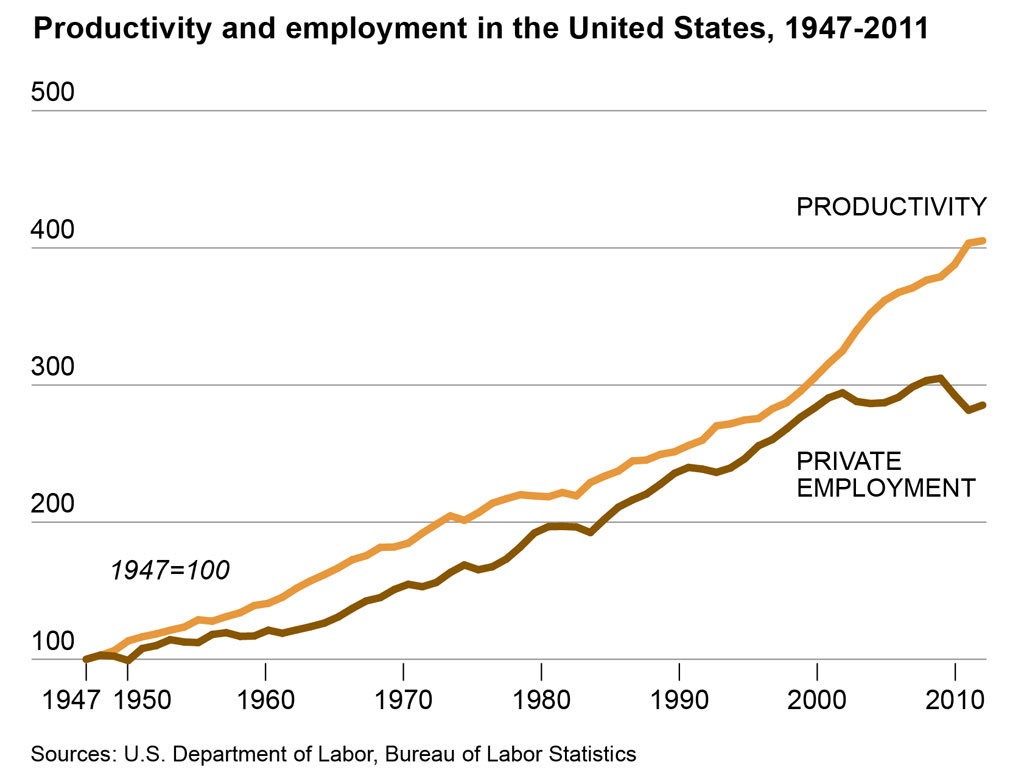 Productivity and employment in the United States, 1947-2011
500
PRODUCTIVITY
400
300
PRIVATE
EMPLOYMENT
200
1947=100
100
1947 1950 1960 1970 1980 1990 2000 2010
Sources: U.S. Department of Labor, Bureau of Labor Statistics